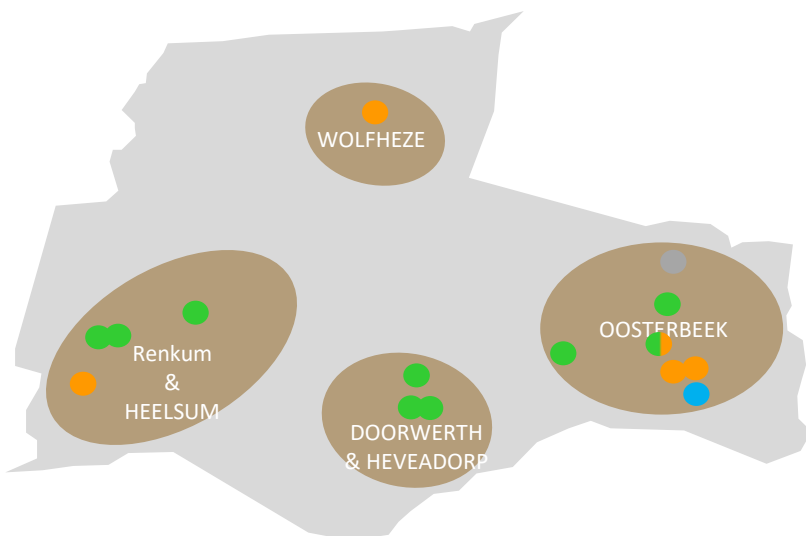 WOLFHEZE
OOSTERBEEK
Renkum
&
HEELSUM
DOORWERTH
& HEVEADORP